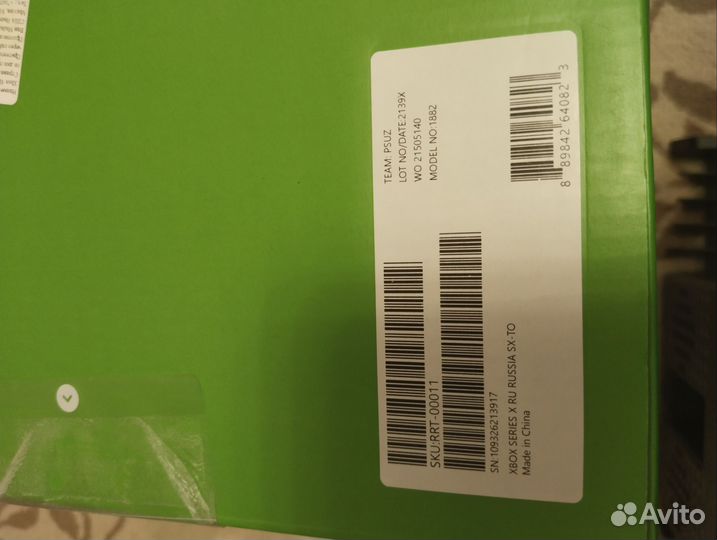 TEAM: PSUZ
LOT NO/DATE:2139X
WO 21505140
MODEL NO:1882
8 89842 64082 3
SKU:RRT-00011
SN:109326213917
XBOX SERIES X RU RUSSIA SX-TO
Made in China
Avito